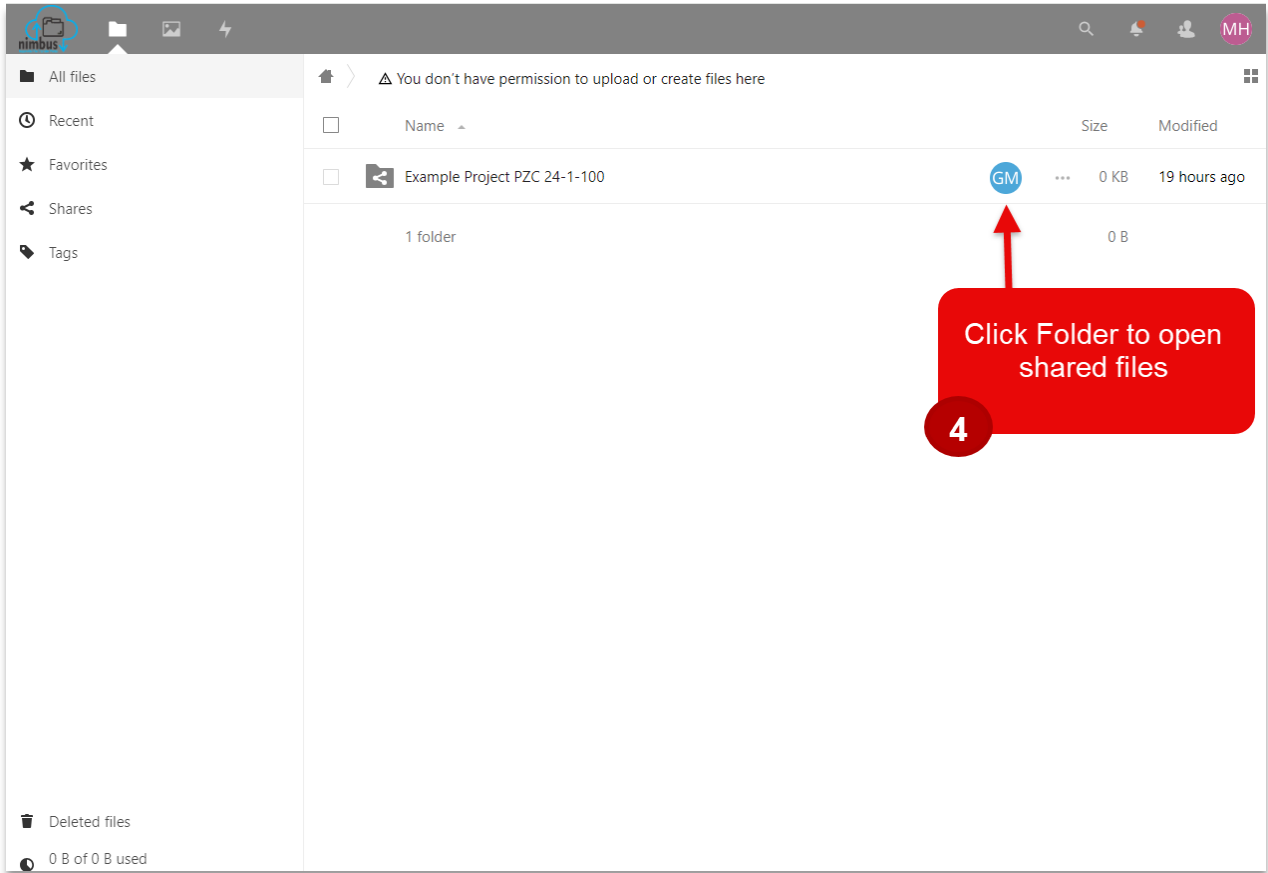 nimbus
MH
All files
Recent
Favorites
Shares
Tags
Deleted files
0 B of 0 B used
⚠ You don't have permission to upload or create files here
Name Size Modified
Example Project PZC 24-1-100 GM ••• 0 KB 19 hours ago
1 folder 0 B
Click Folder to open
shared files
4